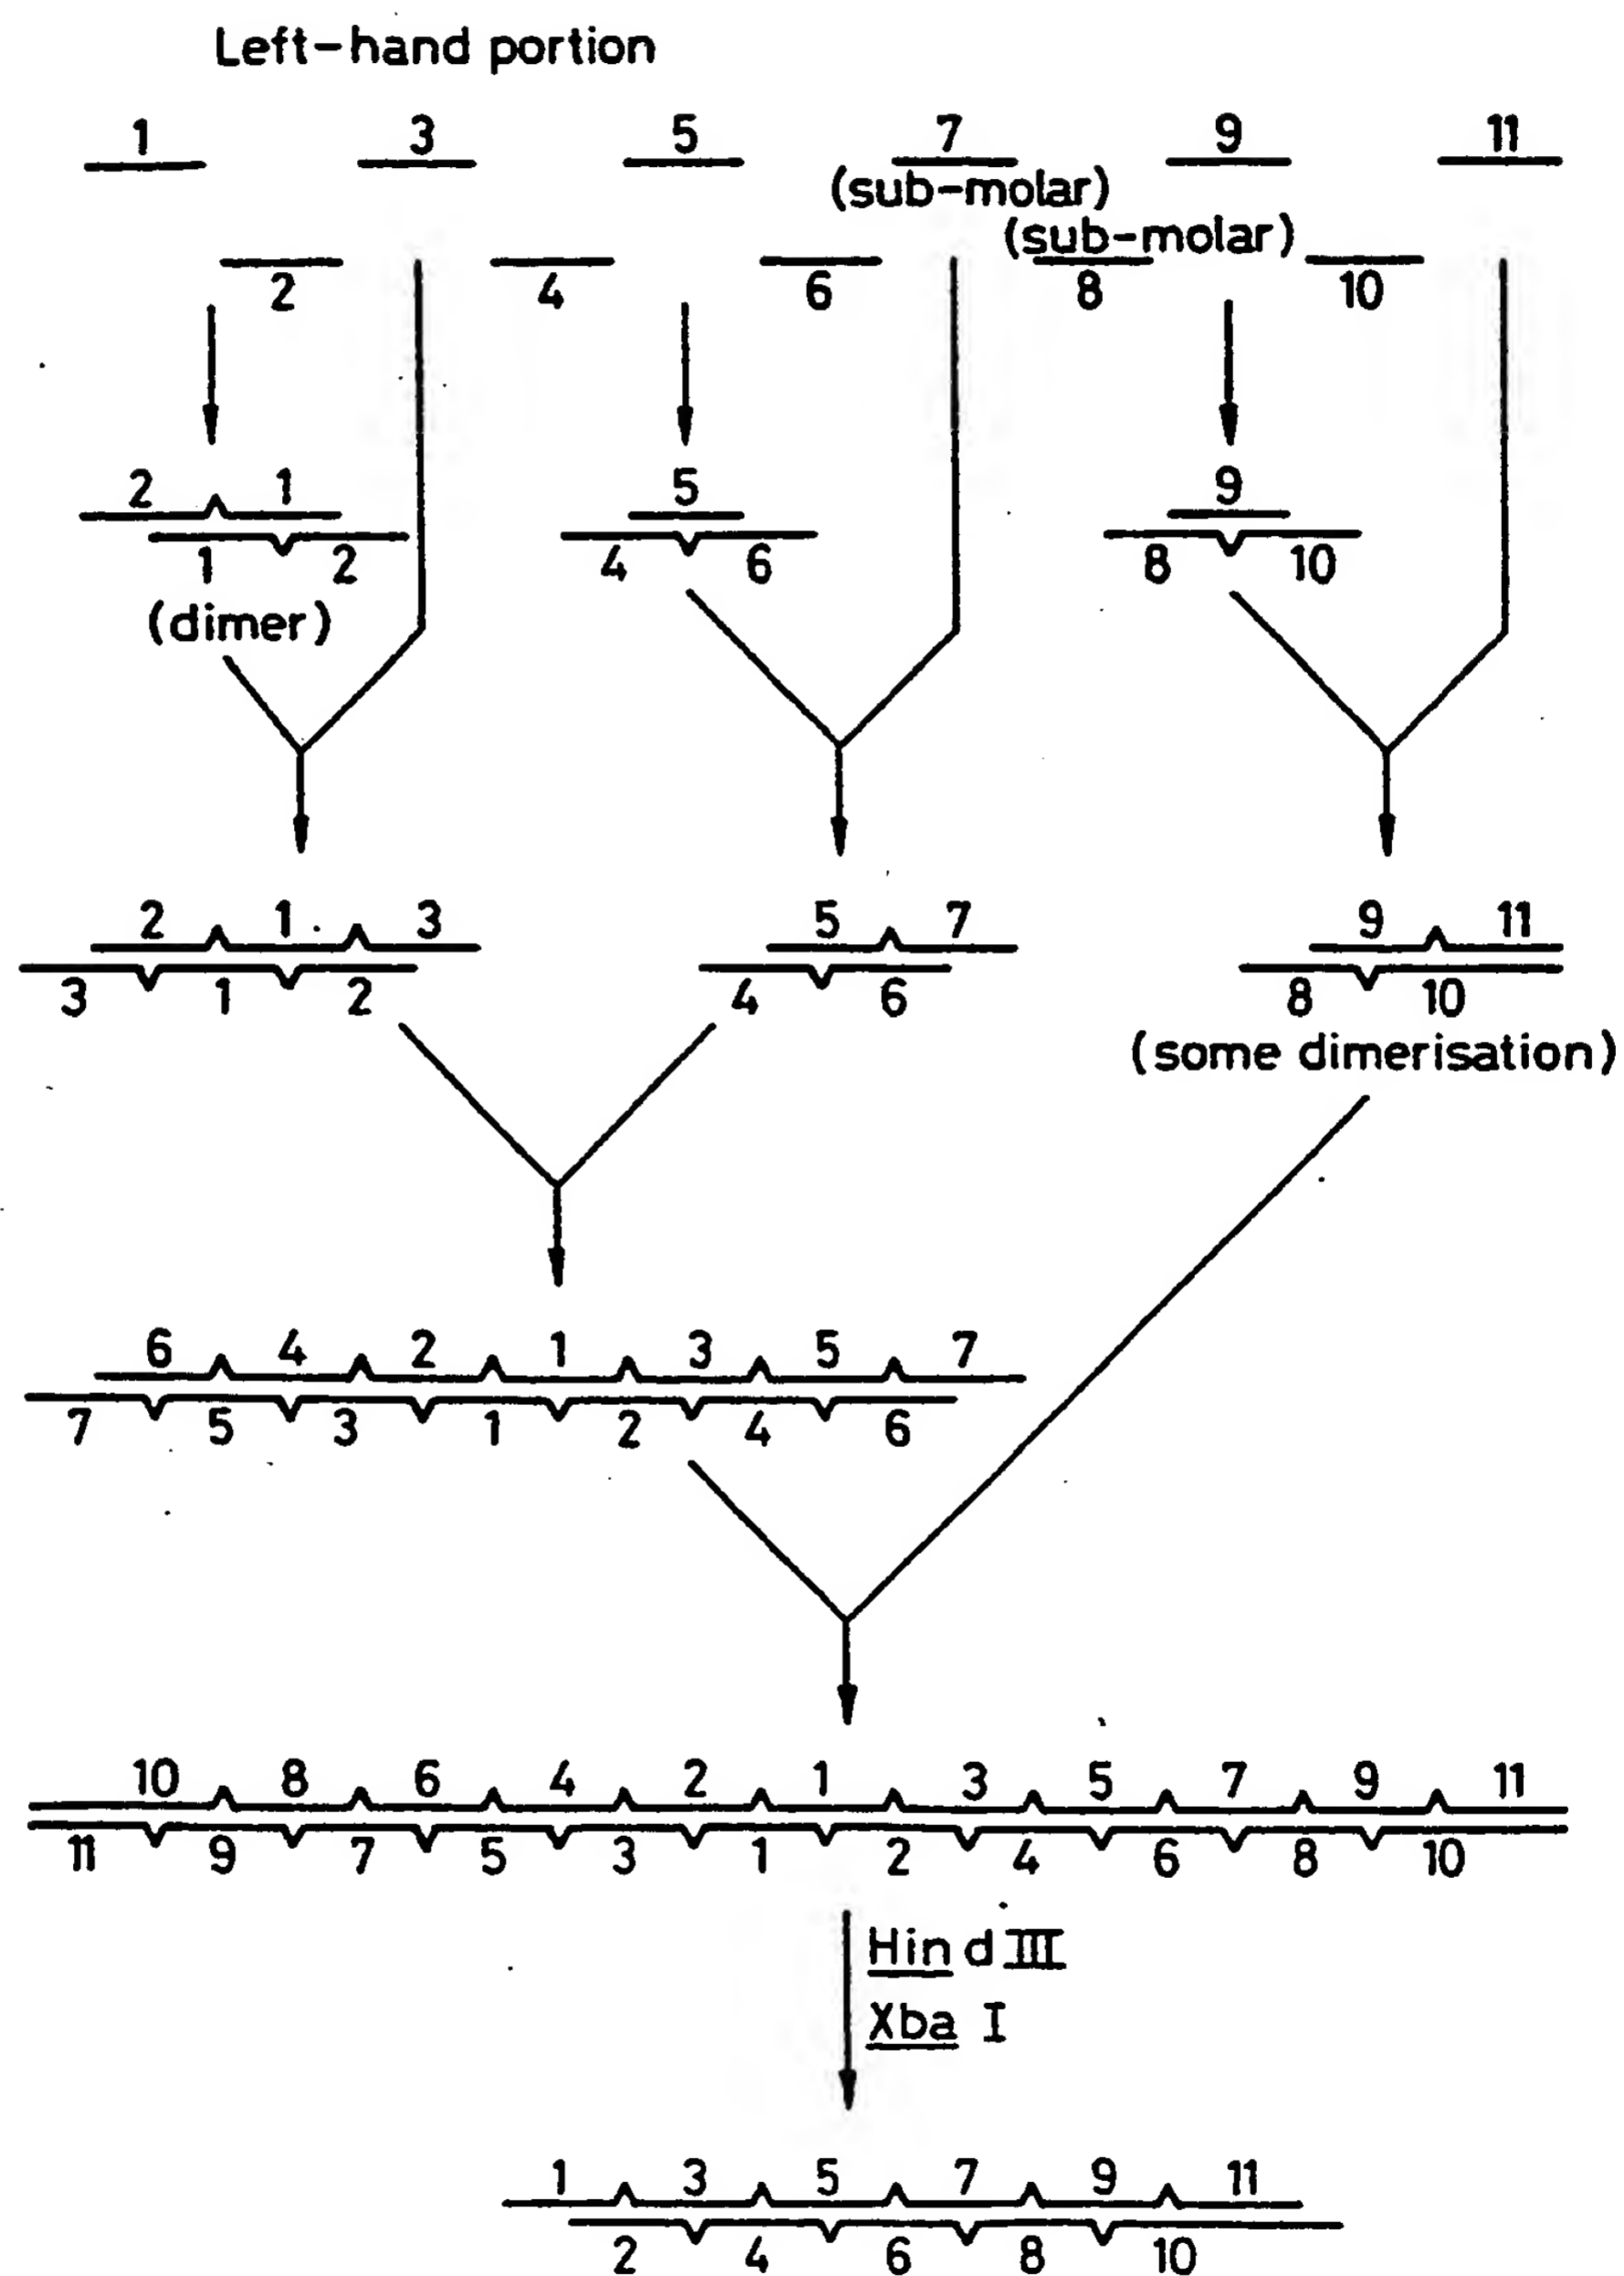 Left-hand portion
1 3 5 7 9 11
(sub-molar)
(sub-molar)
2 4 6 8 10
2 1 5 9
1 2 4 6 8 10
(dimer)
2 1 3 5 7 9 11
3 1 2 4 6 8 10
(some dimerisation)
6 4 2 1 3 5 7
7 5 3 1 2 4 6
10 8 6 4 2 1 3 5 7 9 11
11 9 7 5 3 1 2 4 6 8 10
Hin d III
Xba I
1 3 5 7 9 11
2 4 6 8 10